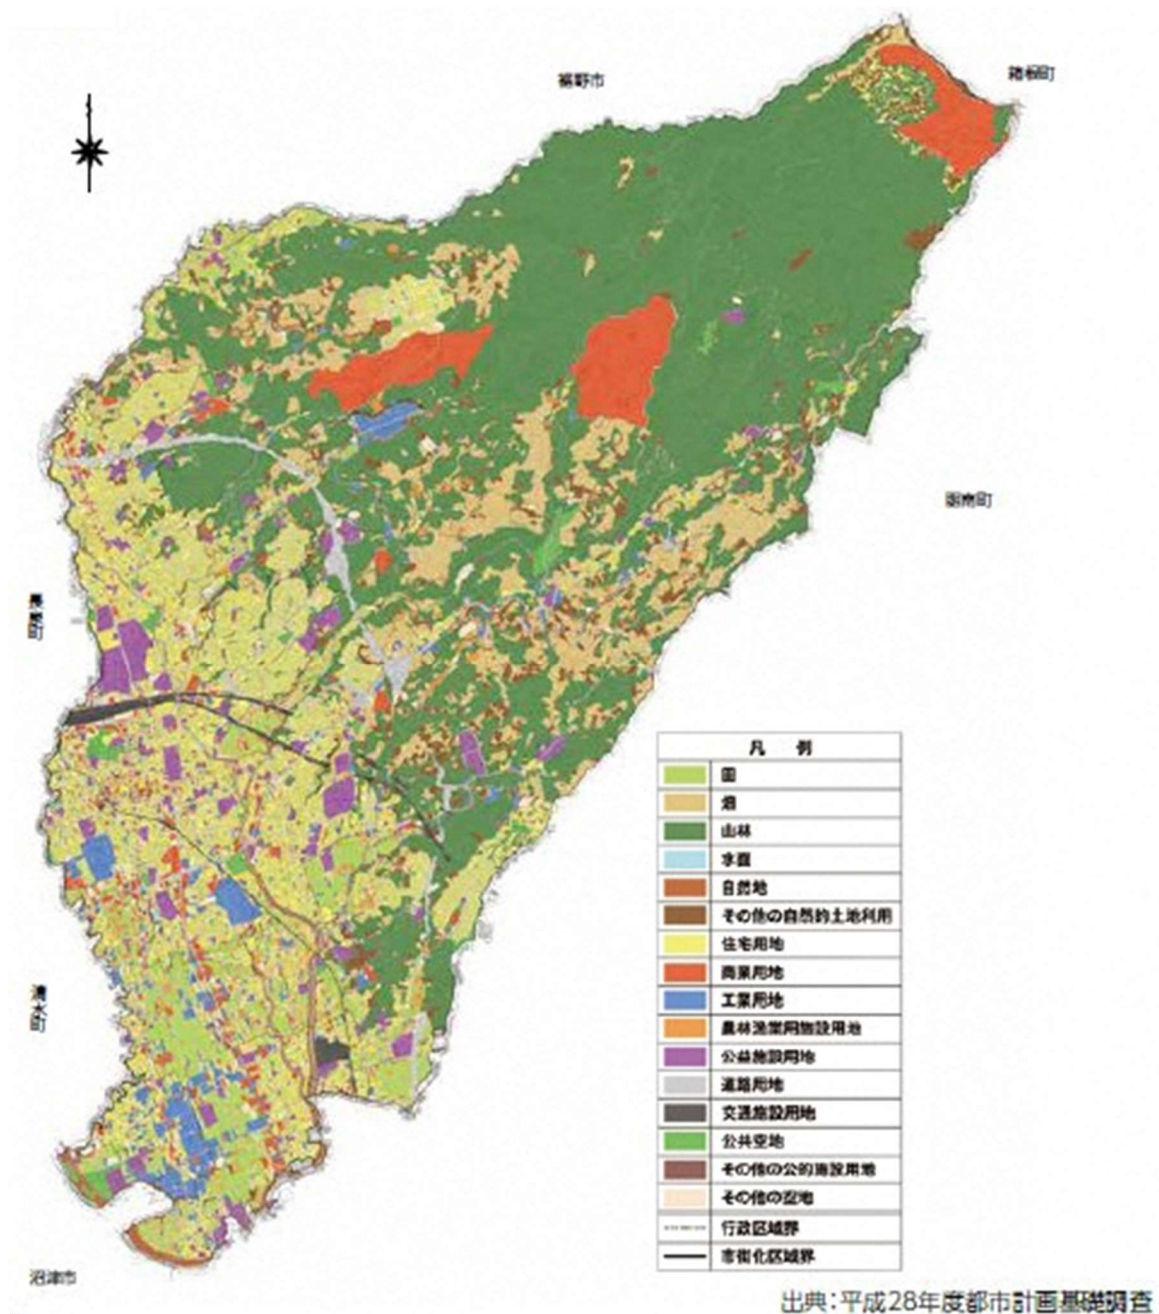 裾野市
箱根町
函南町
長泉町
清水町
沼津市
凡 例
田
畑
山林
水面
自然地
その他の自然的土地利用
住宅用地
商業用地
工業用地
農林漁業用施設用地
公益施設用地
道路用地
交通施設用地
公共空地
その他の公的施設用地
その他の空地
行政区域界
市街化区域界
出典：平成28年度都市計画基礎調査